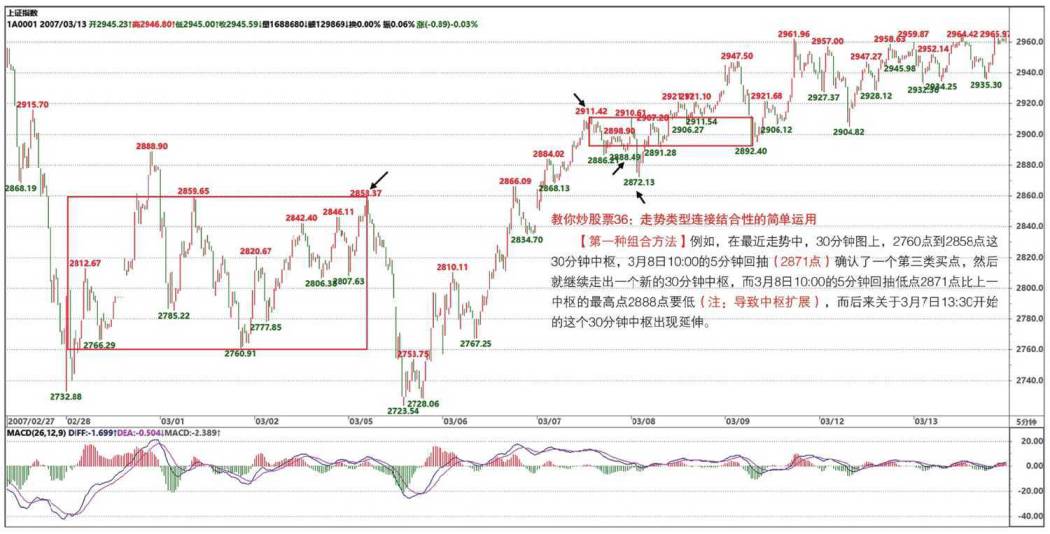 上证指数
1A0001 2007/03/13 开2945.23↑高2946.80↑低2945.00↑收2945.59↓量1688680↓额129869↓换0.00% 振0.06% 涨(-0.89)-0.03%
2961.96 2957.00 2958.63 2959.87 2964.42 2965.97
2960.0
2947.50 2947.27 2945.98 2952.14
2940.0
2927.37 2928.12 2932.56 2934.25 2935.30
2915.70 2911.42 2910.61 2921.10 2921.68
2920.0
2898.90 2907.20 2911.54 2906.27 2906.12 2904.82
2900.0
2888.90 2884.02 2888.49 2891.28 2892.40
2880.0
2868.19 2866.09 2868.13 2872.13
2860.0
2859.65 2853.37
2842.40 2846.11 2834.70
2840.0
2812.67 2820.67 2810.11
2820.0
2806.38 2807.63
2800.0
2785.22 2777.85
2780.0
2766.29 2760.91 2767.25
2760.0
2753.75
2732.88 2723.54 2728.06
2740.0
教你炒股票36：走势类型连接结合性的简单运用
【第一种组合方法】例如，在最近走势中，30分钟图上，2760点到2858点这
30分钟中枢，3月8日10:00的5分钟回抽（2871点）确认了一个第三类买点，然后
就继续走出一个新的30分钟中枢，而3月8日10:00的5分钟回抽低点2871点比上一
中枢的最高点2888点要低（注：导致中枢扩展），而后来关于3月7日13:30开始
的这个30分钟中枢出现延伸。
2007/02/27 02/28 03/01 03/02 03/05 03/06 03/07 03/08 03/09 03/12 03/13 5分钟
MACD(26,12,9) DIFF:-1.699↑DEA:-0.504↓MACD:-2.389↑
20.00
0.00
-20.00
-40.00